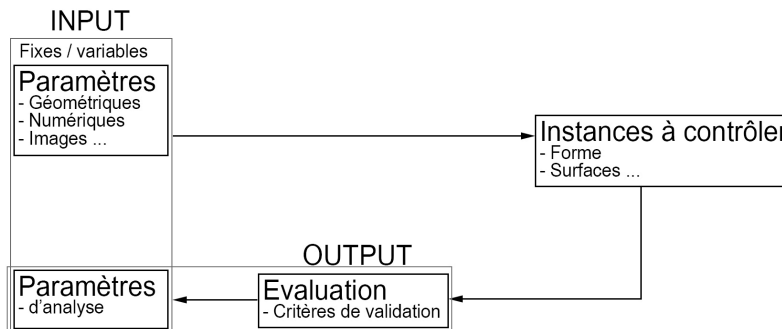 INPUT
Fixes / variables
Paramètres
- Géométriques
- Numériques
- Images ...
Instances à contrôler
- Forme
- Surfaces ...
OUTPUT
Paramètres
- d'analyse
Evaluation
- Critères de validation